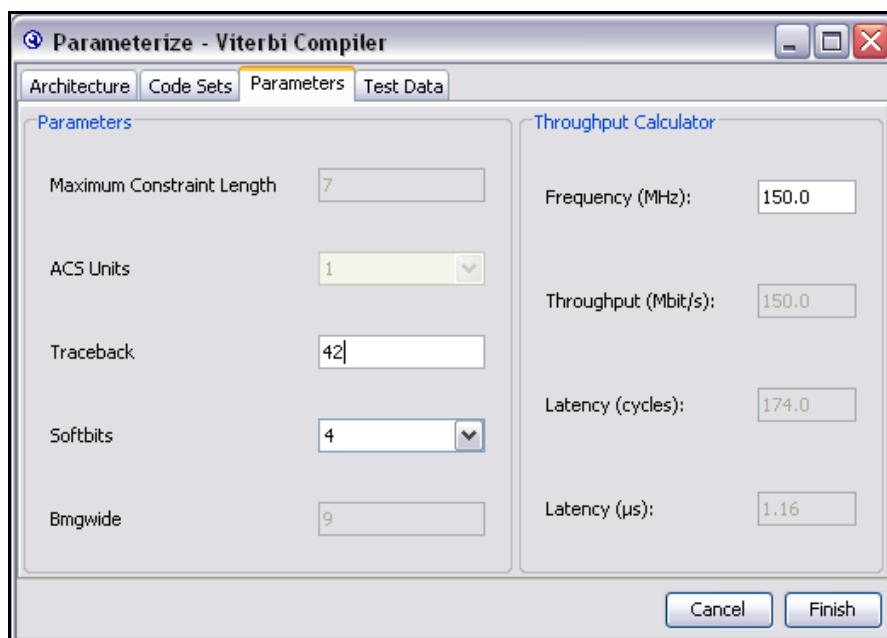 Parameterize - Viterbi Compiler
Architecture Code Sets Parameters Test Data
Parameters
Maximum Constraint Length 7
ACS Units 1
Traceback 42
Softbits 4
Bmgwide 9
Throughput Calculator
Frequency (MHz): 150.0
Throughput (Mbit/s): 150.0
Latency (cycles): 174.0
Latency (µs): 1.16
Cancel Finish